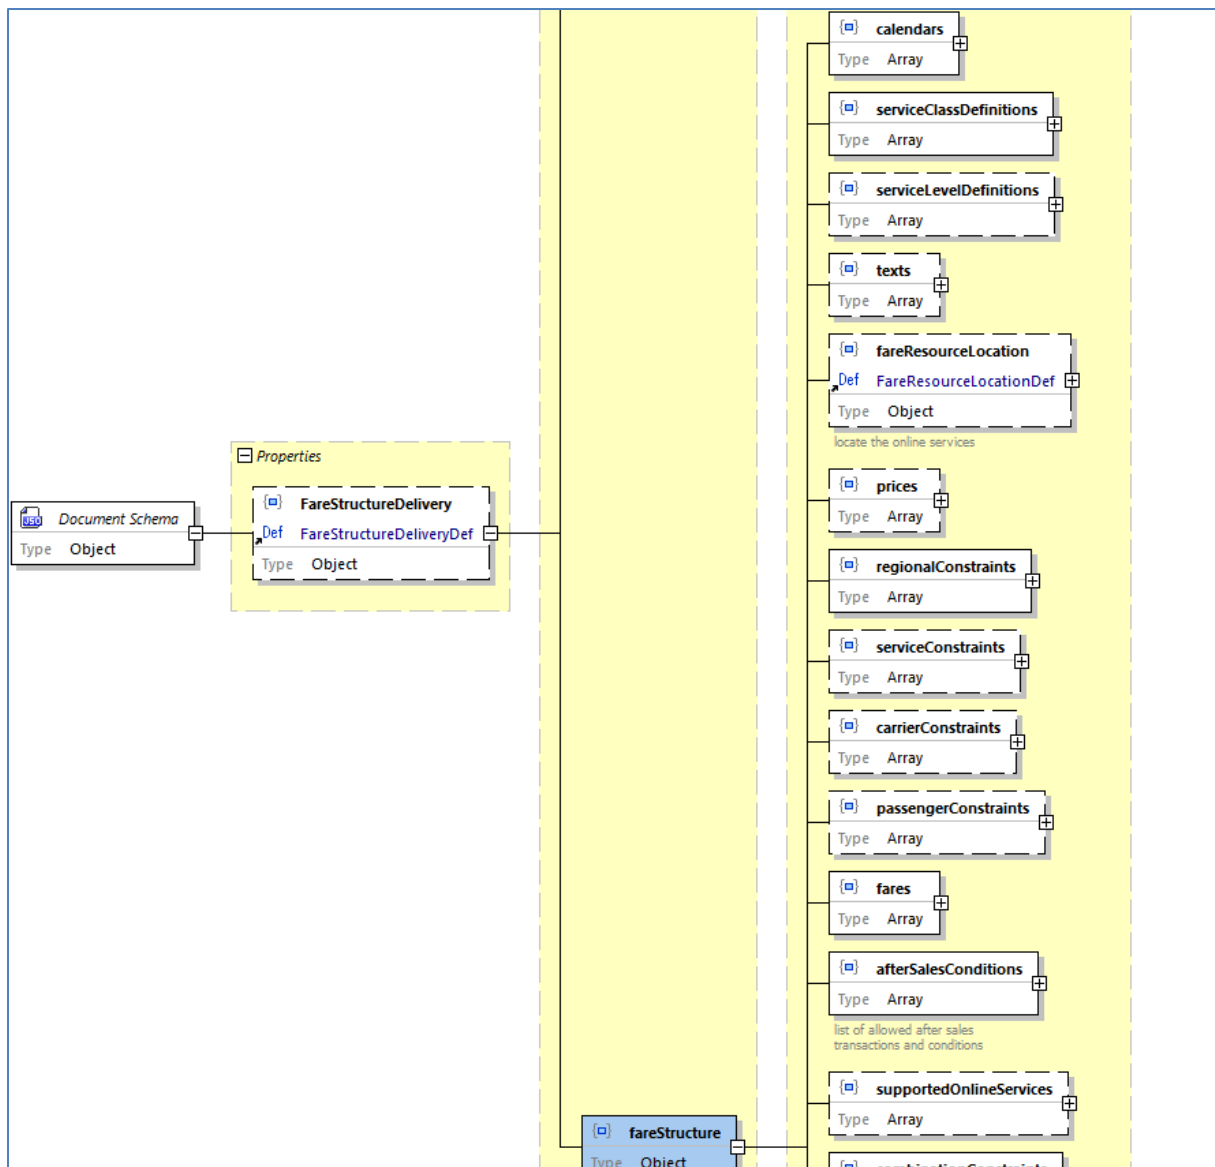 Document Schema
Type Object
Properties
FareStructureDelivery
Def FareStructureDeliveryDef
Type Object
fareStructure
Type Object
calendars
Type Array
serviceClassDefinitions
Type Array
serviceLevelDefinitions
Type Array
texts
Type Array
fareResourceLocation
Def FareResourceLocationDef
Type Object
locate the online services
prices
Type Array
regionalConstraints
Type Array
serviceConstraints
Type Array
carrierConstraints
Type Array
passengerConstraints
Type Array
fares
Type Array
afterSalesConditions
Type Array
list of allowed after sales
transactions and conditions
supportedOnlineServices
Type Array